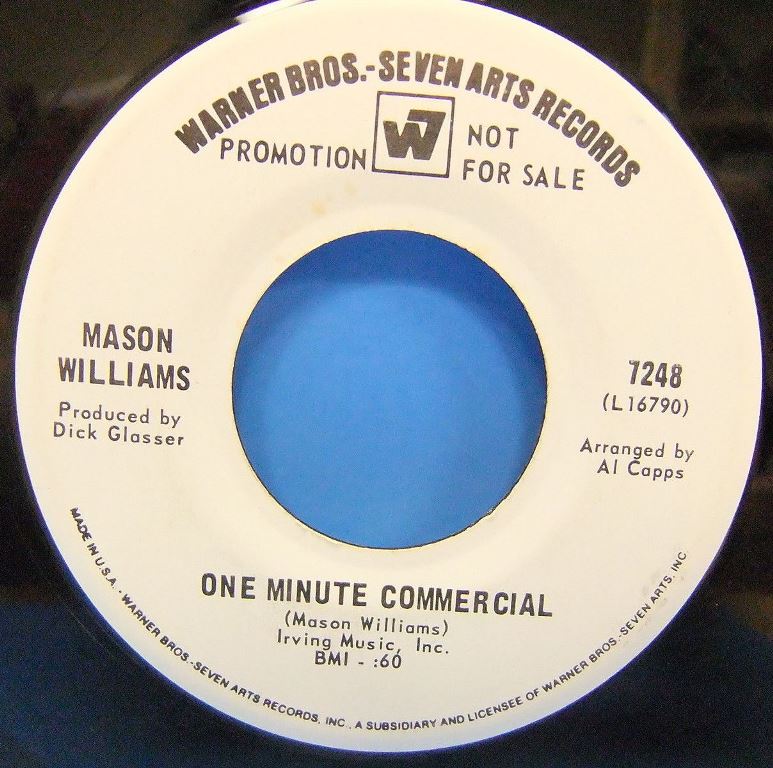 WARNER BROS.-SEVEN ARTS RECORDS
PROMOTION W7 NOT
FOR SALE
MASON
WILLIAMS
Produced by
Dick Glasser
7248
(L16790)
Arranged by
Al Capps
ONE MINUTE COMMERCIAL
(Mason Williams)
Irving Music, Inc.
BMI - :60
MADE IN U.S.A. · WARNER BROS.-SEVEN ARTS RECORDS, INC., A SUBSIDIARY AND LICENSEE OF WARNER BROS.-SEVEN ARTS, INC.